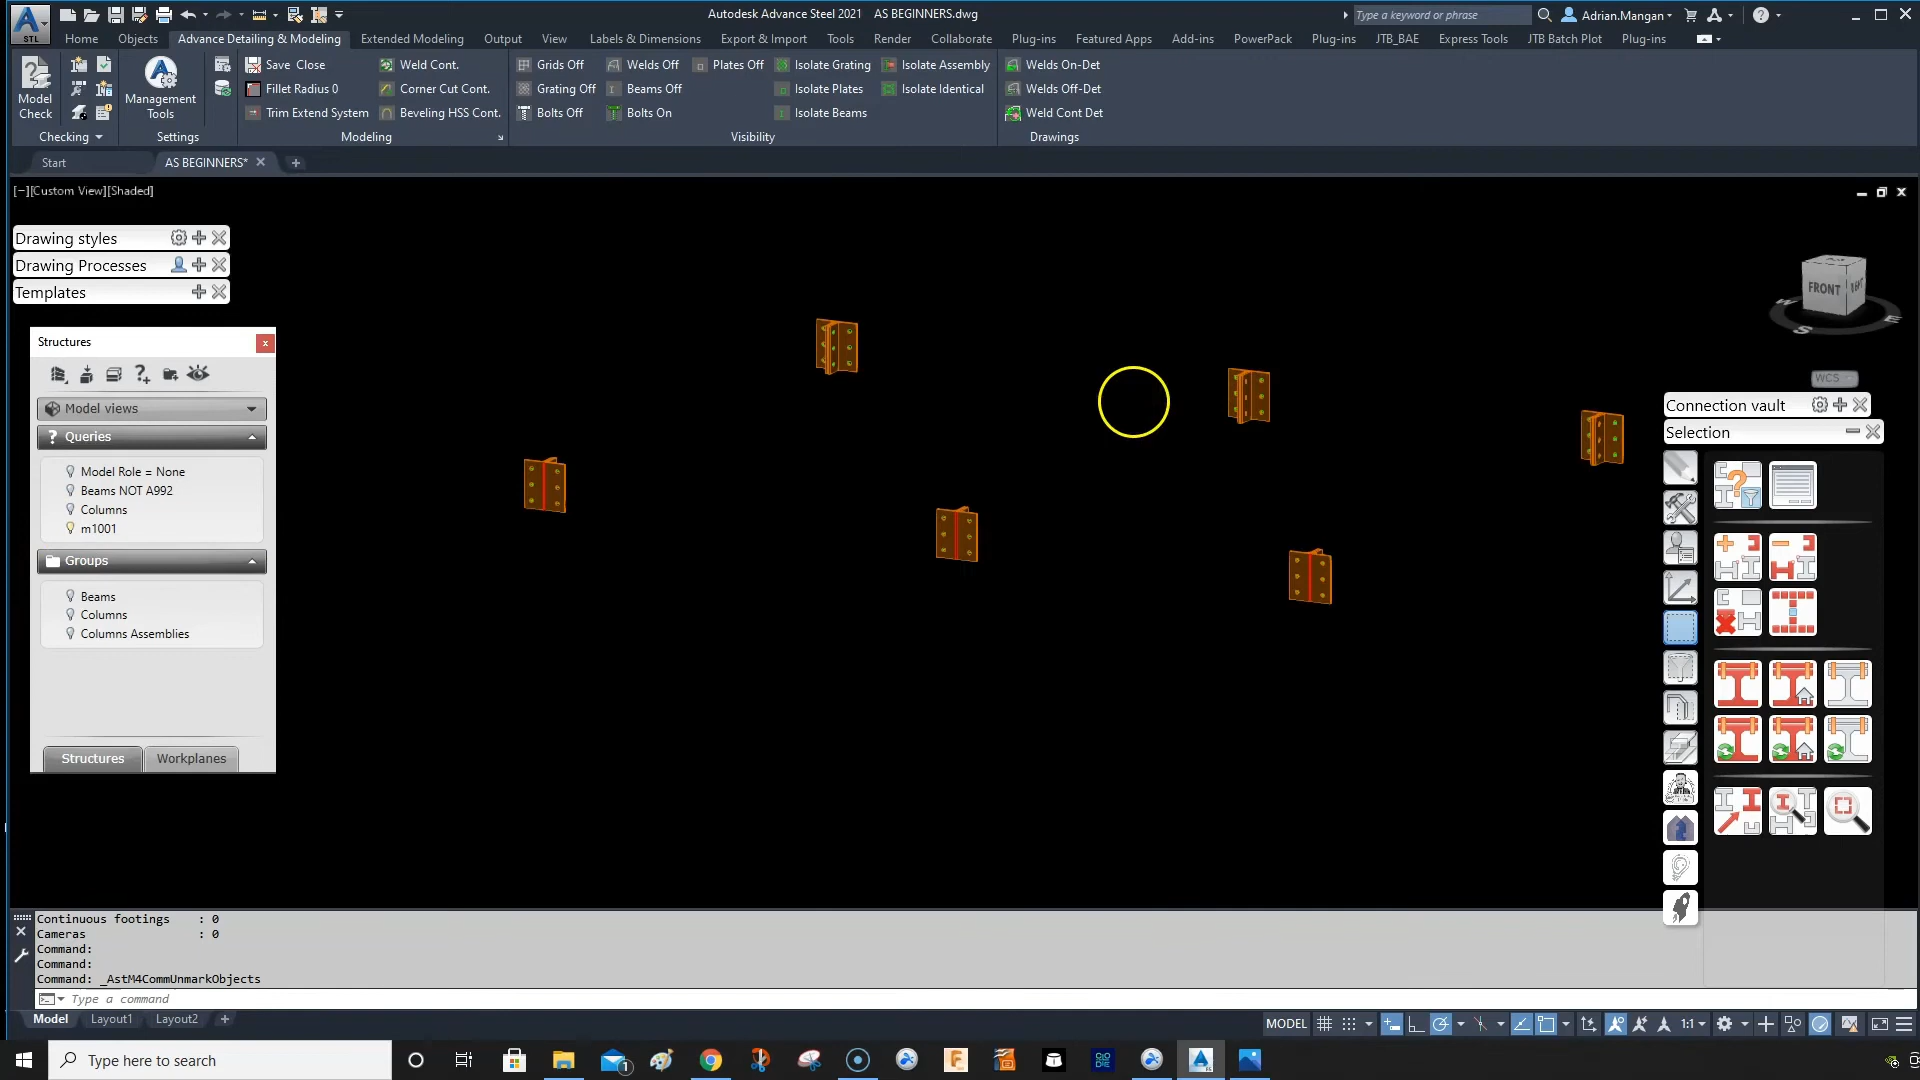 Autodesk Advance Steel 2021 AS BEGINNERS.dwg
Type a keyword or phrase
Adrian.Mangan
STL
Home Objects Advance Detailing & Modeling Extended Modeling Output View Labels & Dimensions Export & Import Tools Render Collaborate Plug-ins Featured Apps Add-ins PowerPack Plug-ins JTB_BAE Express Tools JTB Batch Plot Plug-ins
Model Check
Management Tools
Save Close
Fillet Radius 0
Trim Extend System
Weld Cont.
Corner Cut Cont.
Beveling HSS Cont.
Grids Off
Grating Off
Bolts Off
Welds Off
Beams Off
Bolts On
Plates Off
Isolate Grating
Isolate Plates
Isolate Beams
Isolate Assembly
Isolate Identical
Welds On-Det
Welds Off-Det
Weld Cont Det
Checking Settings Modeling Visibility Drawings
Start AS BEGINNERS*
[−][Custom View][Shaded]
Drawing styles
Drawing Processes
Templates
Structures
Model views
? Queries
Model Role = None
Beams NOT A992
Columns
m1001
Groups
Beams
Columns
Columns Assemblies
Structures Workplanes
FRONT
S
E
WCS
Connection vault
Selection
Continuous footings : 0
Cameras : 0
Command:
Command:
Command: _AstM4CommUnmarkObjects
Type a command
Model Layout1 Layout2
MODEL
1:1
Type here to search
1